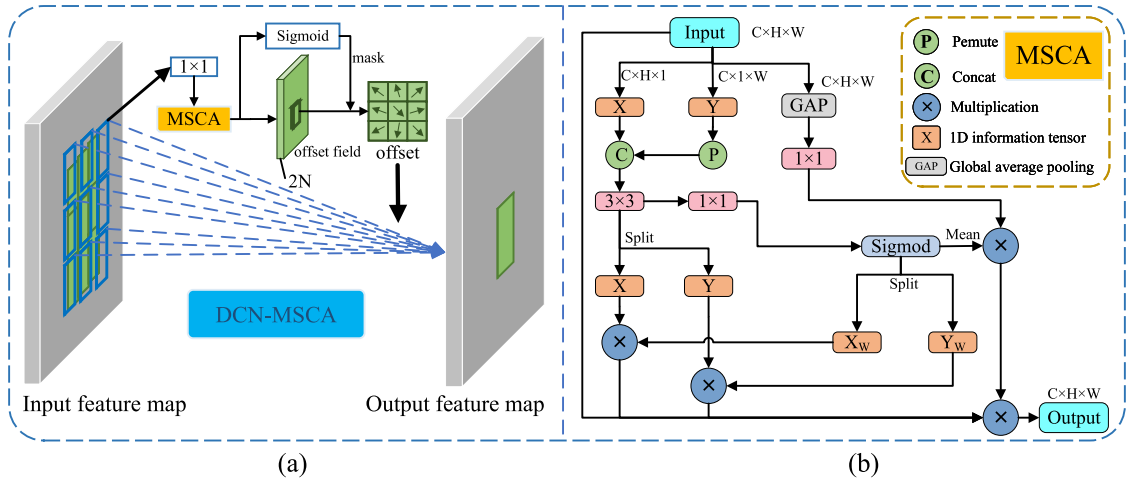 1×1
MSCA
Sigmoid
mask
offset field
2N
offset
DCN-MSCA
Input feature map
Output feature map
(a)
Input
C×H×W
C×H×1
C×1×W
C×H×W
X
Y
GAP
C
P
1×1
3×3
1×1
Split
Sigmod
Mean
×
Split
X
Y
×
X_W
Y_W
×
C×H×W
×
Output
P
Pemute
C
Concat
×
Multiplication
X
1D information tensor
GAP
Global average pooling
MSCA
(b)